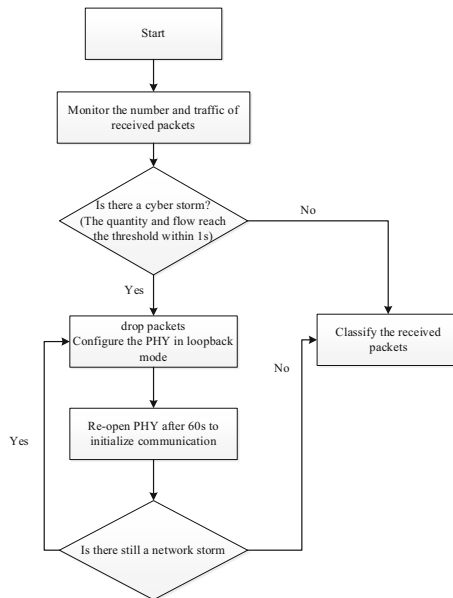 Start
Monitor the number and traffic of
received packets
Is there a cyber storm?
(The quantity and flow reach
the threshold within 1s)
No
Yes
drop packets
Configure the PHY in loopback
mode
Classify the received
packets
No
Re-open PHY after 60s to
initialize communication
Yes
Is there still a network storm